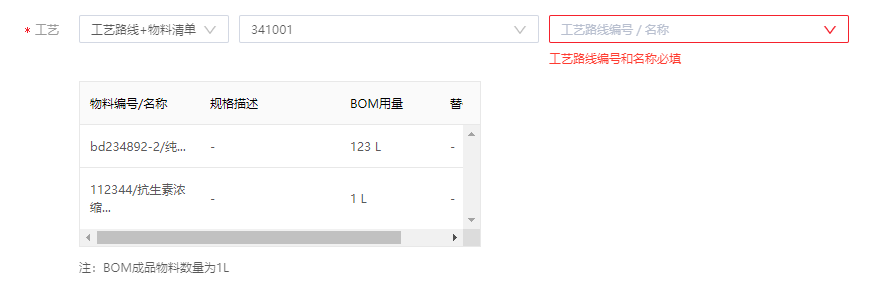 * 工艺 工艺路线+物料清单 341001 工艺路线编号 / 名称
工艺路线编号和名称必填
物料编号/名称 规格描述 BOM用量 替
bd234892-2/纯... - 123 L -
112344/抗生素浓
缩... - 1 L -
注：BOM成品物料数量为1L